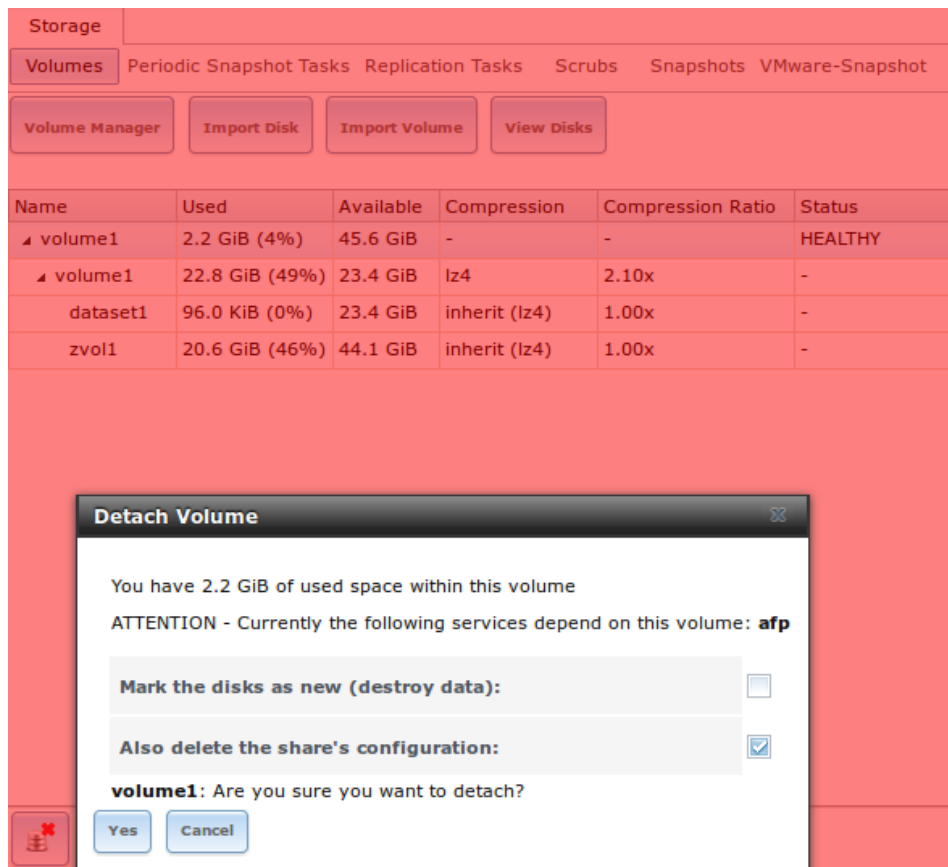 Storage
Volumes Periodic Snapshot Tasks Replication Tasks Scrubs Snapshots VMware-Snapshot
Volume Manager Import Disk Import Volume View Disks
Name Used Available Compression Compression Ratio Status
volume1 2.2 GiB (4%) 45.6 GiB - - HEALTHY
volume1 22.8 GiB (49%) 23.4 GiB lz4 2.10x -
dataset1 96.0 KiB (0%) 23.4 GiB inherit (lz4) 1.00x -
zvol1 20.6 GiB (46%) 44.1 GiB inherit (lz4) 1.00x -
Detach Volume
You have 2.2 GiB of used space within this volume
ATTENTION - Currently the following services depend on this volume: afp
Mark the disks as new (destroy data):
Also delete the share's configuration:
volume1: Are you sure you want to detach?
Yes Cancel